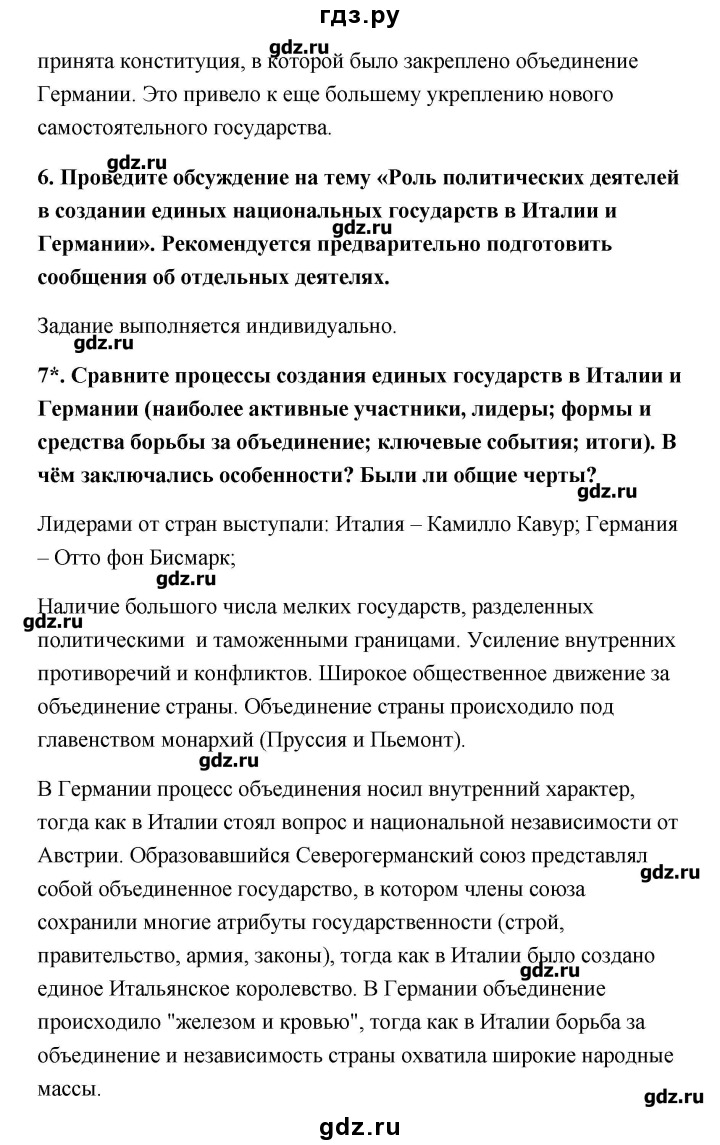 гдз.ру
gdz.ru
принята конституция, в которой было закреплено объединение
Германии. Это привело к еще большему укреплению нового
самостоятельного государства.
gdz.ru
6. Проведите обсуждение на тему «Роль политических деятелей
в создании единых национальных государств в Италии и
gdz.ru
Германии». Рекомендуется предварительно подготовить
сообщения об отдельных деятелях.
Задание выполняется индивидуально.
gdz.ru
7*. Сравните процессы создания единых государств в Италии и
Германии (наиболее активные участники, лидеры; формы и
средства борьбы за объединение; ключевые события; итоги). В
чём заключались особенности? Были ли общие черты?
gdz.ru
Лидерами от стран выступали: Италия – Камилло Кавур; Германия
– Отто фон Бисмарк;
gdz.ru
Наличие большого числа мелких государств, разделенных
gdz.ru
политическими  и таможенными границами. Усиление внутренних
противоречий и конфликтов. Широкое общественное движение за
объединение страны. Объединение страны происходило под
главенством монархий (Пруссия и Пьемонт).
gdz.ru
В Германии процесс объединения носил внутренний характер,
тогда как в Италии стоял вопрос и национальной независимости от
Австрии. Образовавшийся Северогерманский союз представлял
gdz.ru
собой объединенное государство, в котором члены союза
сохранили многие атрибуты государственности (строй,
правительство, армия, законы), тогда как в Италии было создано
gdz.ru
единое Итальянское королевство. В Германии объединение
происходило "железом и кровью", тогда как в Италии борьба за
объединение и независимость страны охватила широкие народные
массы.
gdz.ru
gdz.ru